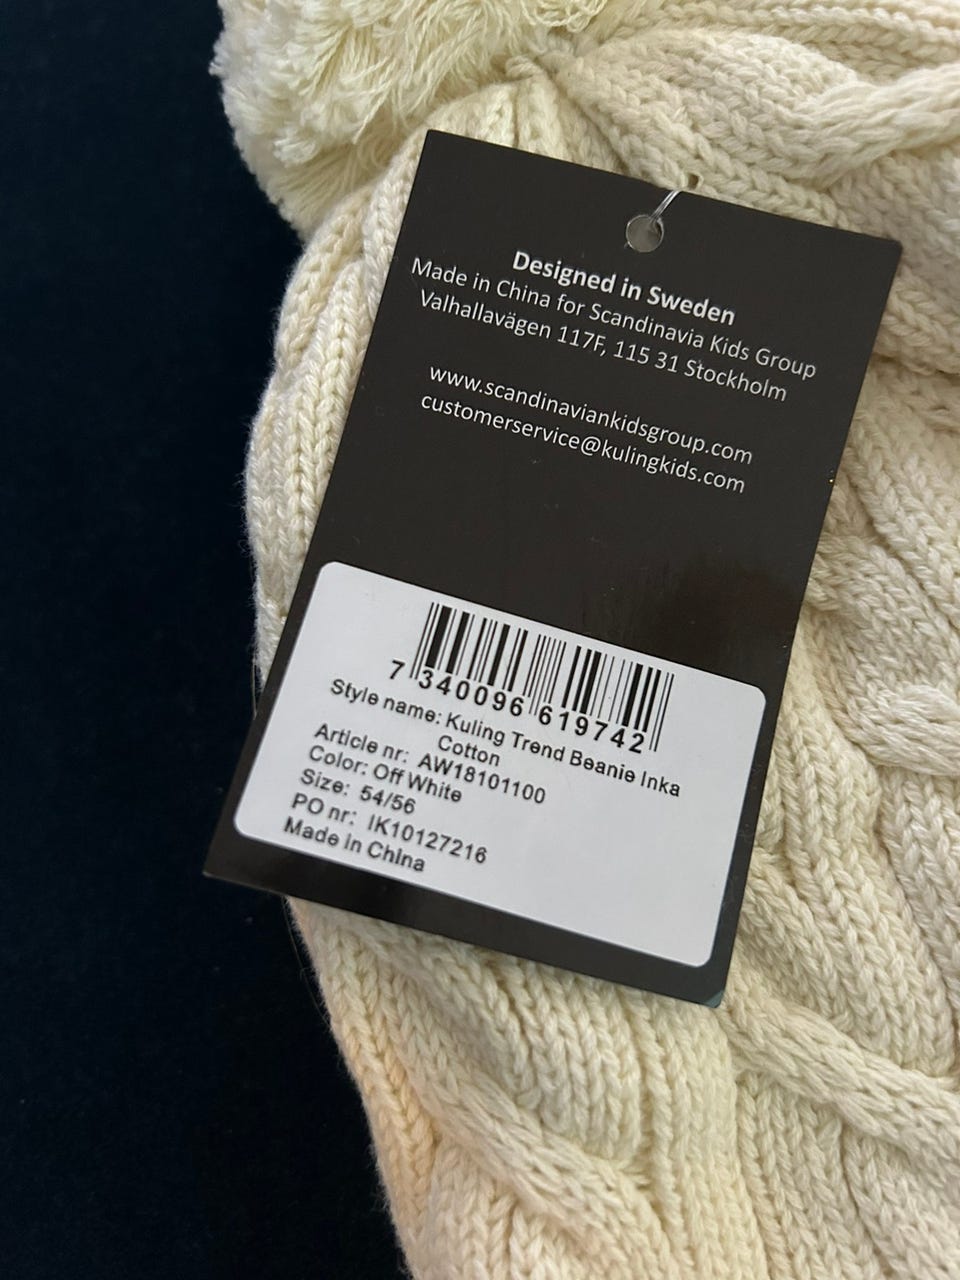 Designed in Sweden
Made in China for Scandinavia Kids Group
Valhallavägen 117F, 115 31 Stockholm
www.scandinaviankidsgroup.com
customerservice@kulingkids.com
7 340096 619742
Style name: Kuling Trend Beanie Inka
Cotton
Article nr: AW18101100
Color: Off White
Size: 54/56
PO nr: IK10127216
Made in China